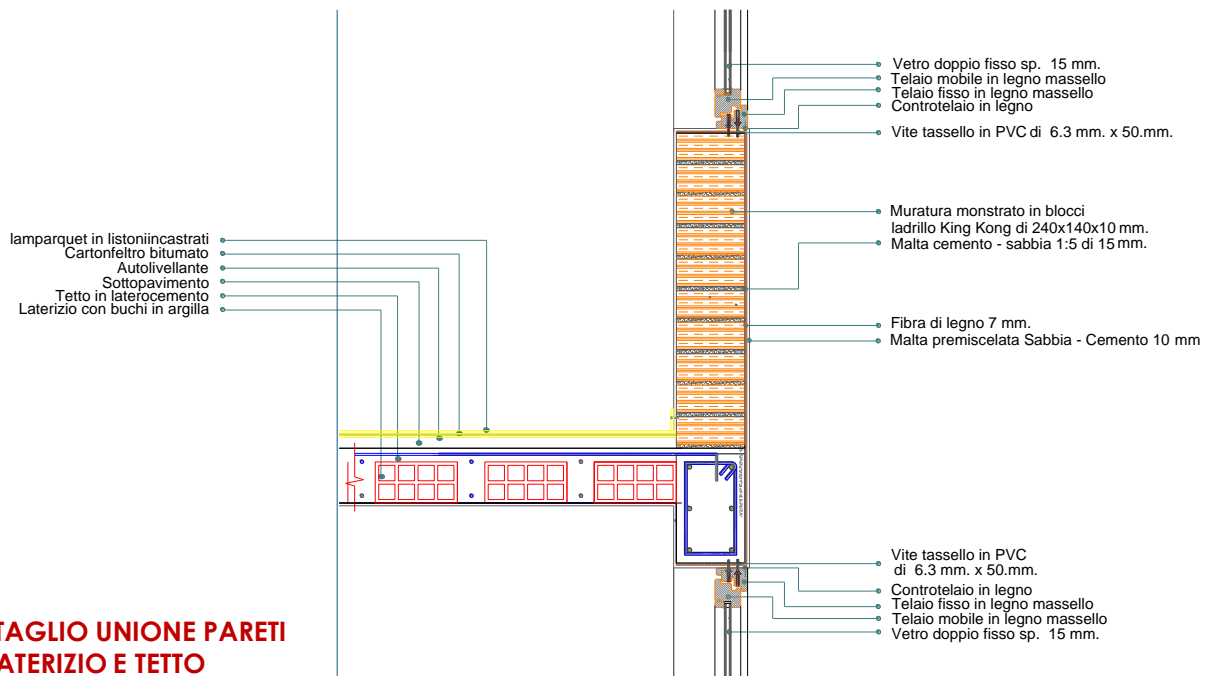 Vetro doppio fisso sp. 15 mm.
Telaio mobile in legno massello
Telaio fisso in legno massello
Controtelaio in legno
Vite tassello in PVC di 6.3 mm. x 50.mm.
Muratura monstrato in blocci
ladrillo King Kong di 240x140x10 mm.
Malta cemento - sabbia 1:5 di 15 mm.
Fibra di legno 7 mm.
Malta premiscelata Sabbia - Cemento 10 mm
lamparquet in listoniincastrati
Cartonfeltro bitumato
Autolivellante
Sottopavimento
Tetto in laterocemento
Laterizio con buchi in argilla
Vite tassello in PVC
di 6.3 mm. x 50.mm.
Controtelaio in legno
Telaio fisso in legno massello
Telaio mobile in legno massello
Vetro doppio fisso sp. 15 mm.
TAGLIO UNIONE PARETI
ATERIZIO E TETTO